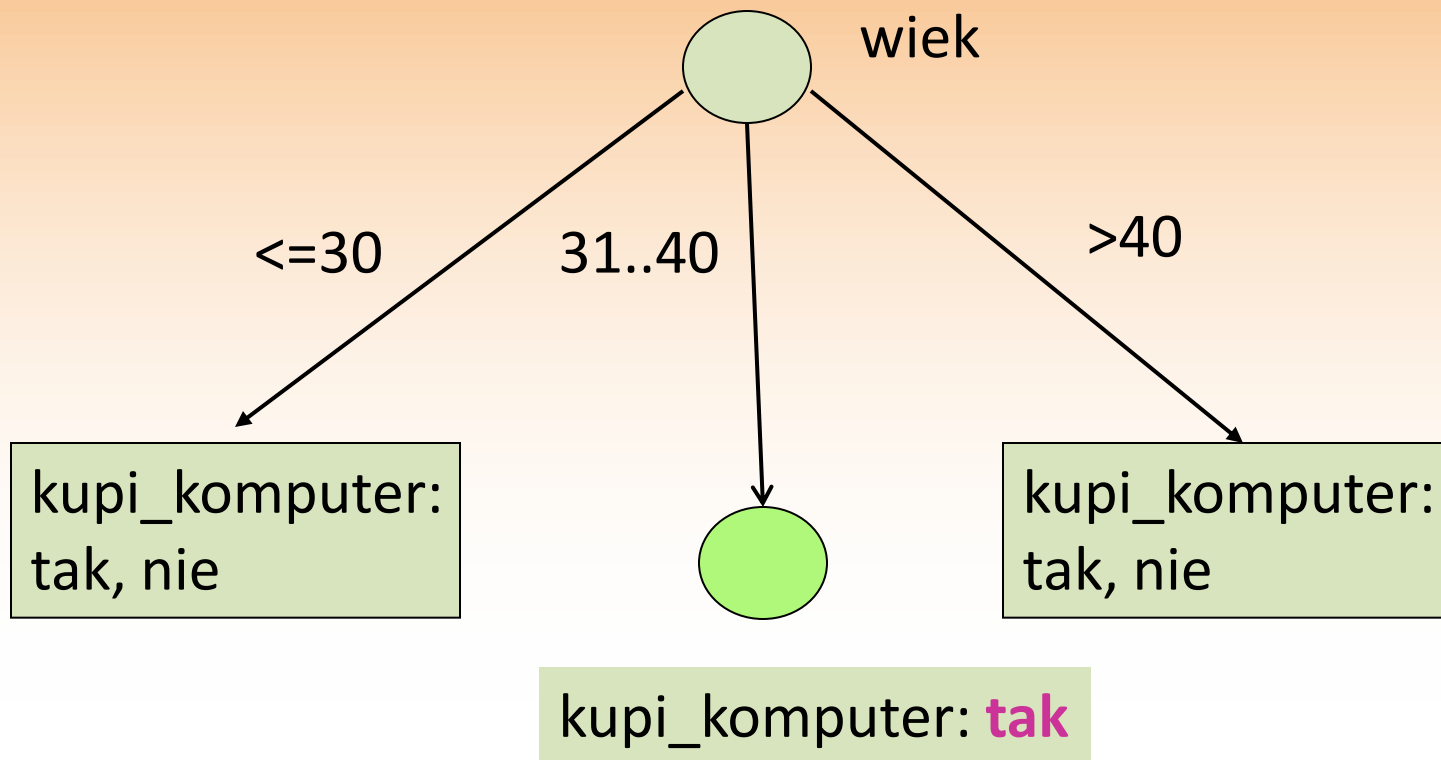 wiek
<=30
31..40
>40
kupi_komputer:
tak, nie
kupi_komputer:
tak, nie
kupi_komputer: tak